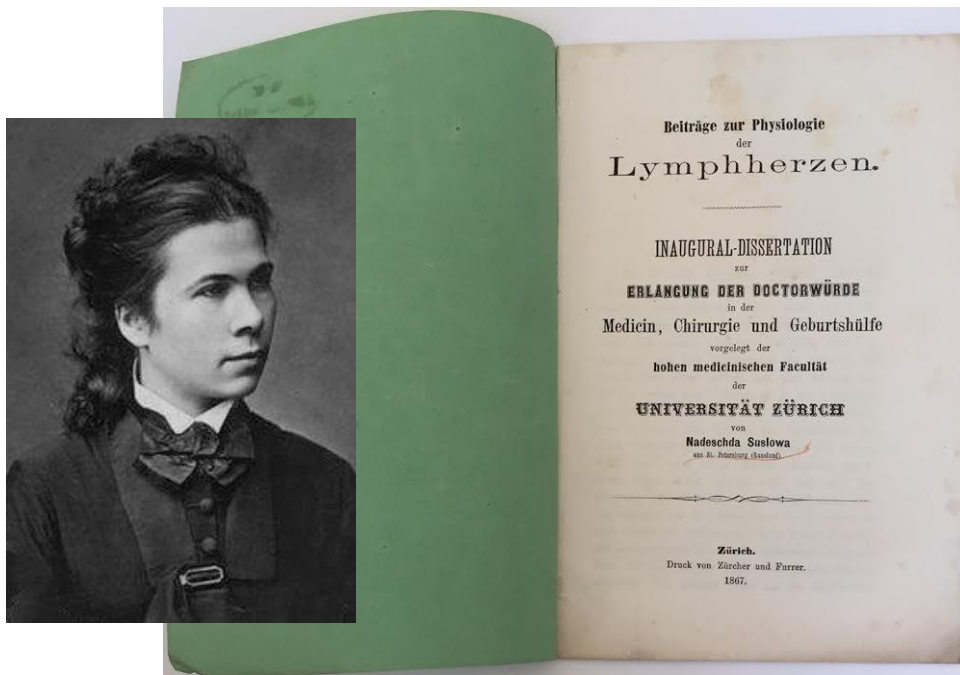 Beiträge zur Physiologie
der
Lymphherzen.
INAUGURAL-DISSERTATION
zur
ERLANGUNG DER DOCTORWÜRDE
in der
Medicin, Chirurgie und Geburtshülfe
vorgelegt der
hohen medicinischen Facultät
der
UNIVERSITÄT ZÜRICH
von
Nadeschda Suslowa
aus St. Petersburg (Russland).
Zürich.
Druck von Zürcher und Furrer.
1867.